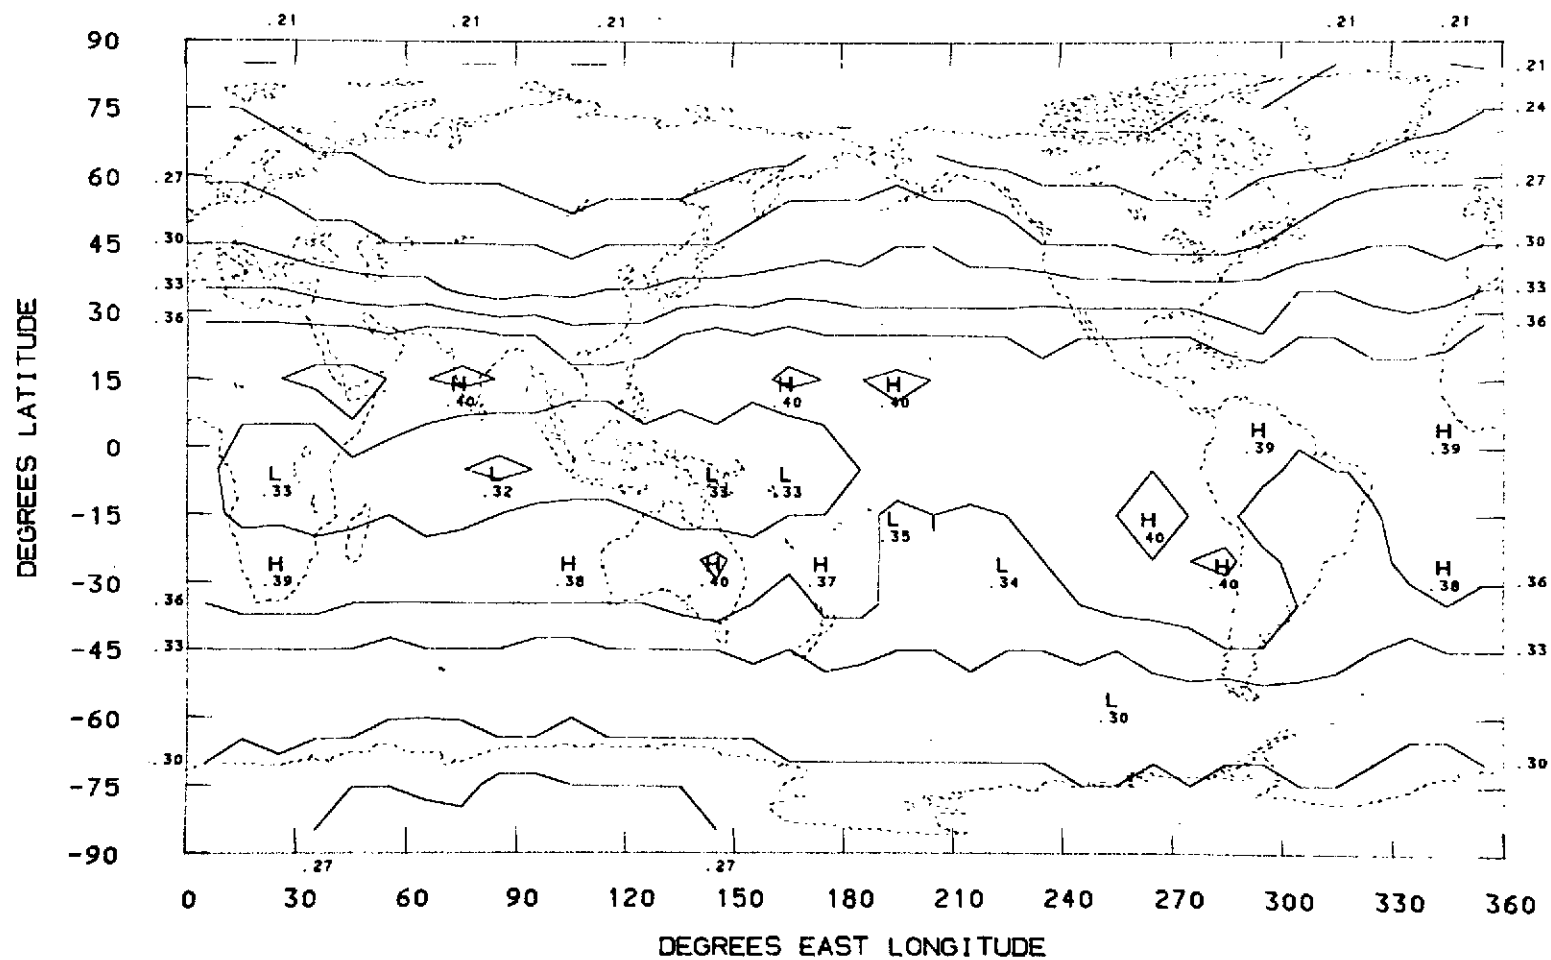 .21 .21 .21 .21 .21
90
.21
75
.24
60 .27 .27
45 .30 .30
.33 .33
30 .36 .36
15 H .40 H .40 H .40
H .39 H .39
0
L .33 L .32 L .33 L .33
-15 L .35 H .40
H .39 H .38 H .40 H .37 L .34 H .40 H .38
-30
.36 .36
-45 .33 .33
L .30
-60
.30 .30
-75
-90
.27 .27
0 30 60 90 120 150 180 210 240 270 300 330 360
DEGREES EAST LONGITUDE
DEGREES LATITUDE